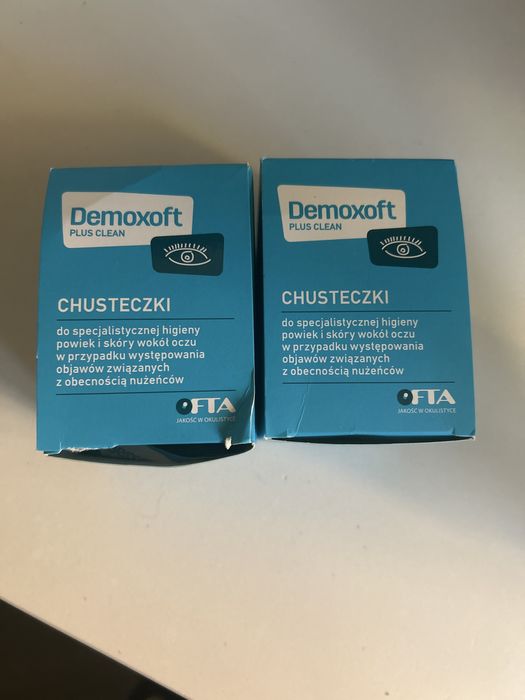 Demoxoft
PLUS CLEAN
CHUSTECZKI
do specjalistycznej higieny
powiek i skóry wokół oczu
w przypadku występowania
objawów związanych
z obecnością nużeńców
OFTA
JAKOŚĆ W OKULISTYCE
Demoxoft
PLUS CLEAN
CHUSTECZKI
do specjalistycznej higieny
powiek i skóry wokół oczu
w przypadku występowania
objawów związanych
z obecnością nużeńców
OFTA
JAKOŚĆ W OKULISTYCE